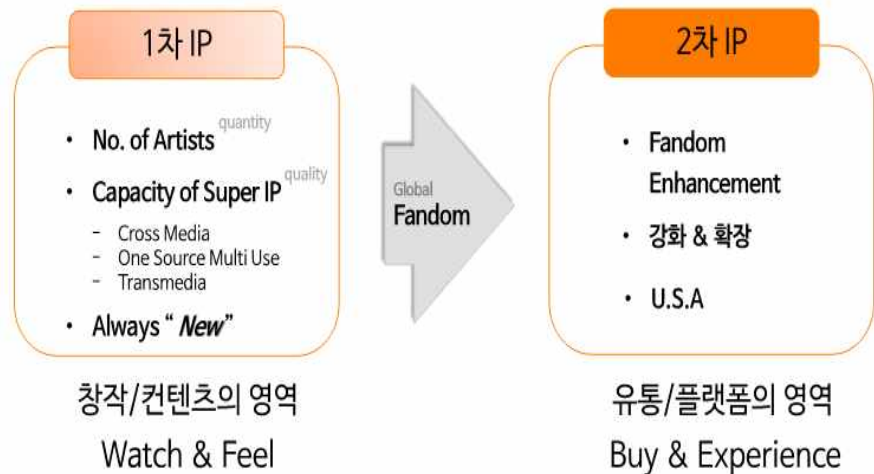 1차 IP
• No. of Artists quantity
• Capacity of Super IP quality
- Cross Media
- One Source Multi Use
- Transmedia
• Always “ New”
창작/컨텐츠의 영역
Watch & Feel
Global
Fandom
2차 IP
• Fandom
Enhancement
• 강화 & 확장
• U.S.A
유통/플랫폼의 영역
Buy & Experience